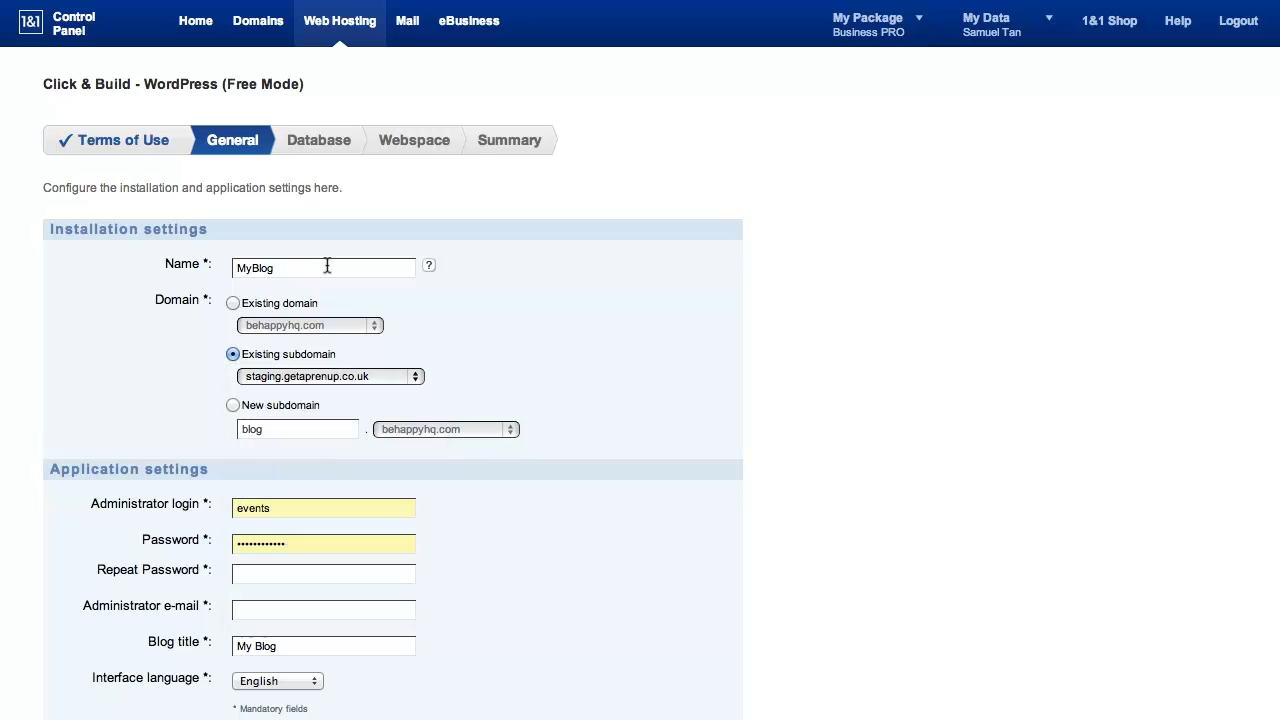 1&1 Control Panel
Home Domains Web Hosting Mail eBusiness
My Package Business PRO
My Data Samuel Tan
1&1 Shop Help Logout
Click & Build - WordPress (Free Mode)
✓ Terms of Use General Database Webspace Summary
Configure the installation and application settings here.
Installation settings
Name *: MyBlog ?
Domain *: Existing domain
behappyhq.com
Existing subdomain
staging.getaprenup.co.uk
New subdomain
blog . behappyhq.com
Application settings
Administrator login *: events
Password *: ••••••••••••
Repeat Password *:
Administrator e-mail *:
Blog title *: My Blog
Interface language *: English
* Mandatory fields